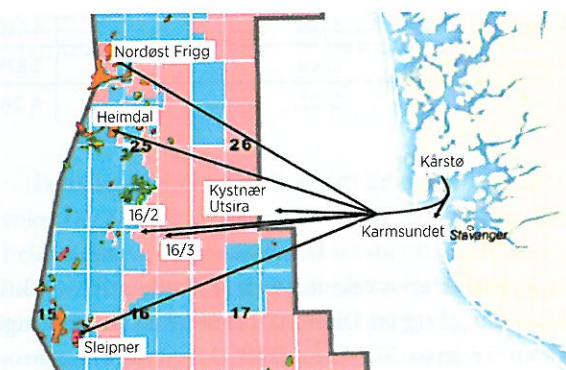 Nordøst Frigg
Heimdal
25
26
Kårstø
Kystnær
Utsira
16/2
Karmsundet
Stavanger
16/3
15
16
17
Sleipner